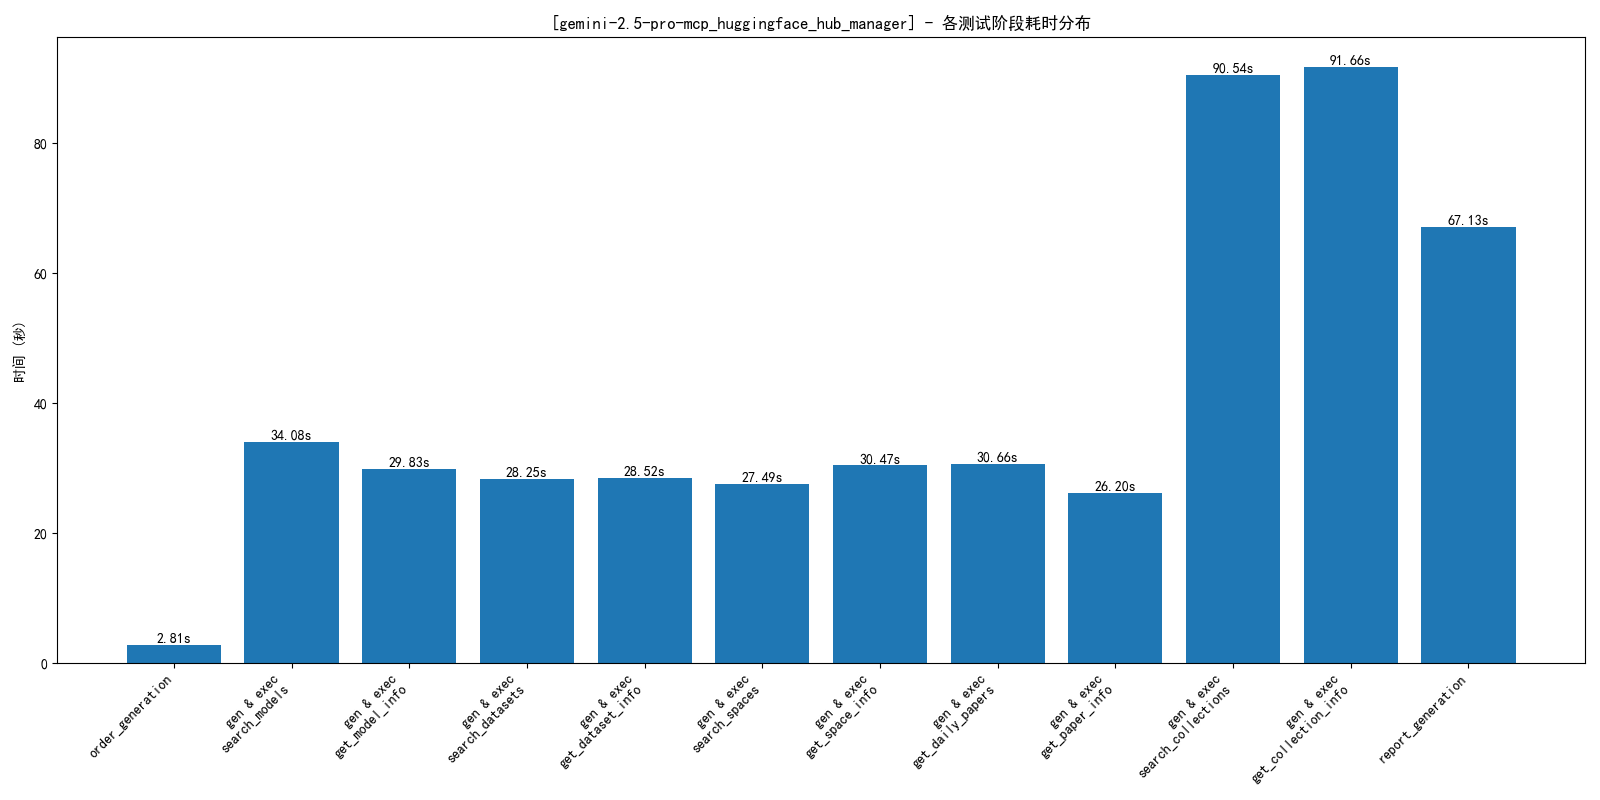 [gemini-2.5-pro-mcp_huggingface_hub_manager] - 各测试阶段耗时分布
时间 (秒)
80
60
40
20
0
2.81s
34.08s
29.83s
28.25s
28.52s
27.49s
30.47s
30.66s
26.20s
90.54s
91.66s
67.13s
order_generation
gen & exec
search_models
gen & exec
get_model_info
gen & exec
search_datasets
gen & exec
get_dataset_info
gen & exec
search_spaces
gen & exec
get_space_info
gen & exec
get_daily_papers
gen & exec
get_paper_info
gen & exec
search_collections
gen & exec
get_collection_info
report_generation